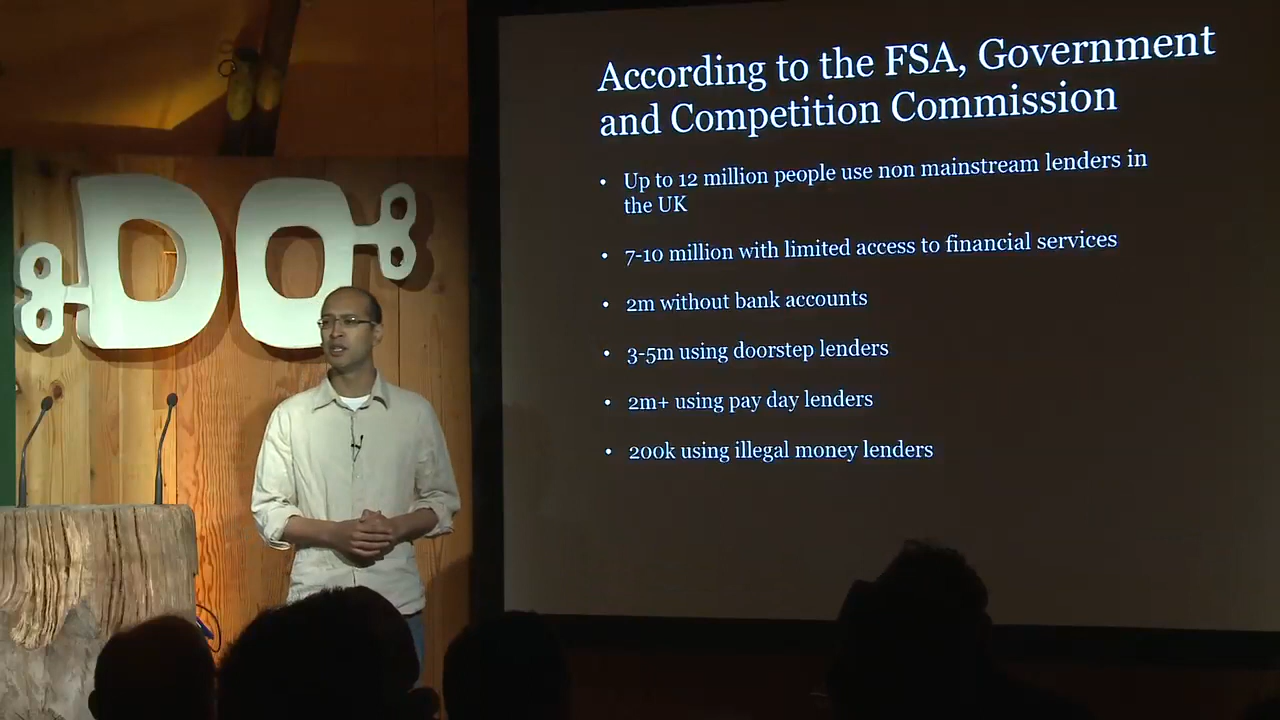 DO
According to the FSA, Government
and Competition Commission
• Up to 12 million people use non mainstream lenders in
the UK
• 7-10 million with limited access to financial services
• 2m without bank accounts
• 3-5m using doorstep lenders
• 2m+ using pay day lenders
• 200k using illegal money lenders